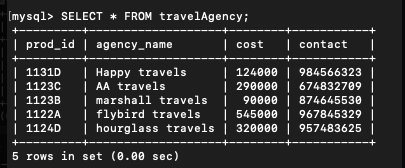 [mysql> SELECT * FROM travelAgency;
+---------+-------------------+--------+-----------+
| prod_id | agency_name       | cost   | contact   |
+---------+-------------------+--------+-----------+
| 1131D   | Happy travels     | 124000 | 984566323 |
| 1123C   | AA travels        | 290000 | 674832709 |
| 1123B   | marshall travels  |  90000 | 874645530 |
| 1122A   | flybird travels   | 545000 | 967845329 |
| 1124D   | hourglass travels | 320000 | 957483625 |
+---------+-------------------+--------+-----------+
5 rows in set (0.00 sec)